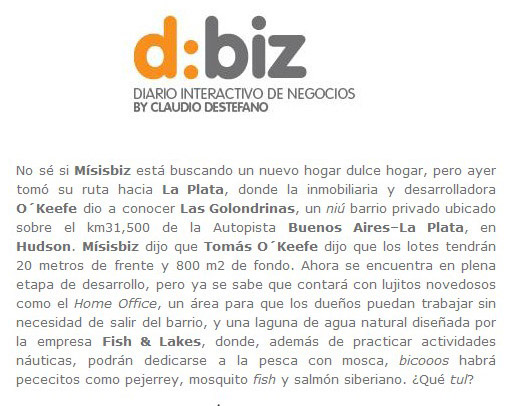 d:biz
DIARIO INTERACTIVO DE NEGOCIOS
BY CLAUDIO DESTEFANO
No sé si Mísisbiz está buscando un nuevo hogar dulce hogar, pero ayer
tomó su ruta hacia La Plata, donde la inmobiliaria y desarrolladora
O´Keefe dio a conocer Las Golondrinas, un niú barrio privado ubicado
sobre el km31,500 de la Autopista Buenos Aires–La Plata, en
Hudson. Mísisbiz dijo que Tomás O´Keefe dijo que los lotes tendrán
20 metros de frente y 800 m2 de fondo. Ahora se encuentra en plena
etapa de desarrollo, pero ya se sabe que contará con lujitos novedosos
como el Home Office, un área para que los dueños puedan trabajar sin
necesidad de salir del barrio, y una laguna de agua natural diseñada por
la empresa Fish & Lakes, donde, además de practicar actividades
náuticas, podrán dedicarse a la pesca con mosca, bicooos habrá
pececitos como pejerrey, mosquito fish y salmón siberiano. ¿Qué tul?